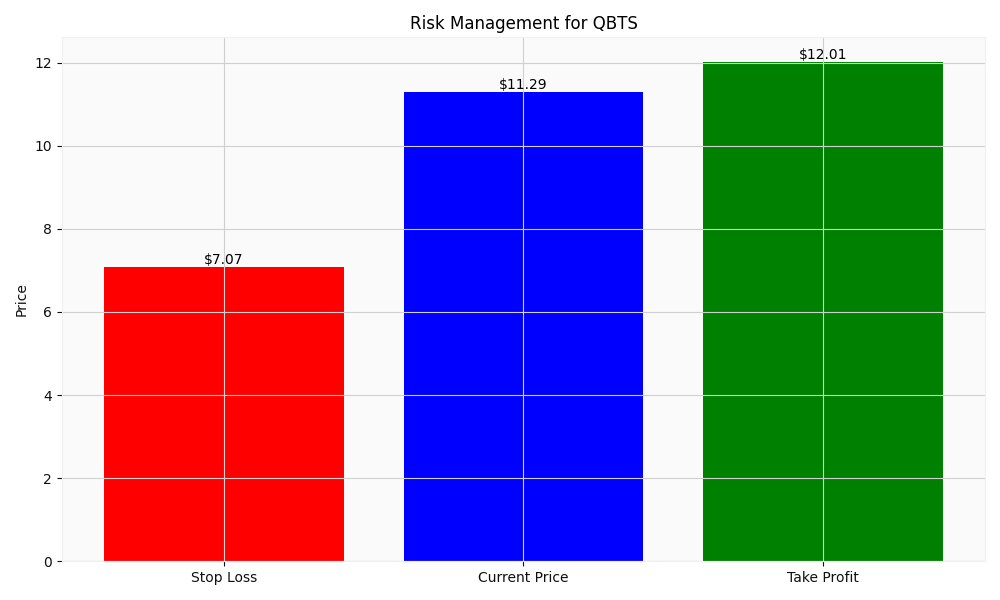 Risk Management for QBTS
Price
12
10
8
6
4
2
0
$7.07
$11.29
$12.01
Stop Loss
Current Price
Take Profit